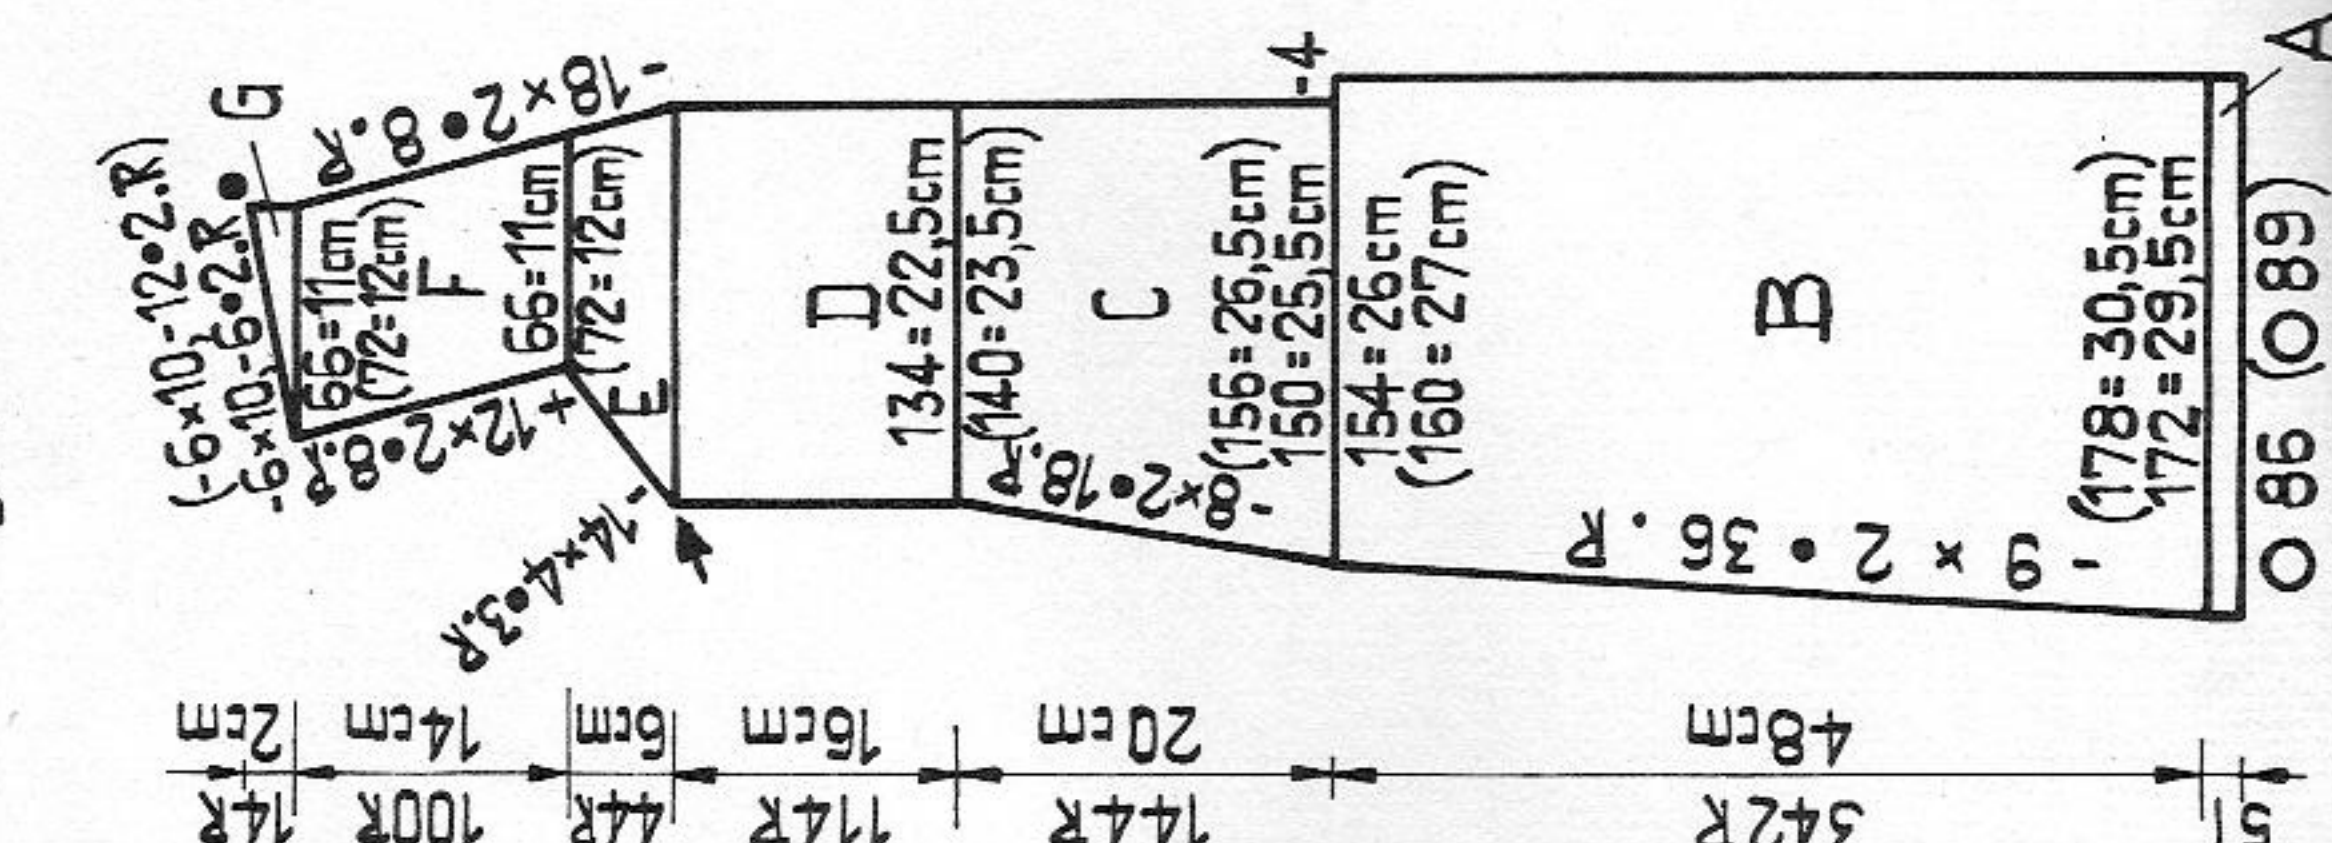 (-6×10,-12•2.R)
-6×10,-6•2.R •
G
-18×2•8.R
66=11cm
(72=12cm)
F
+12×2•8.R
66=11cm
(72=12cm)
E
-14×4•3.R
D
134=22,5cm
(140=23,5cm)
C
-8×2•18.R
(156=26,5cm)
150=25,5cm
-4
154=26cm
(160=27cm)
B
-9×2•36.R
(178=30,5cm)
172=29,5cm
A
O 86 (O 89)
48cm
20cm
16cm
6cm
14cm
2cm
342R
144R
114R
44R
100R
14R